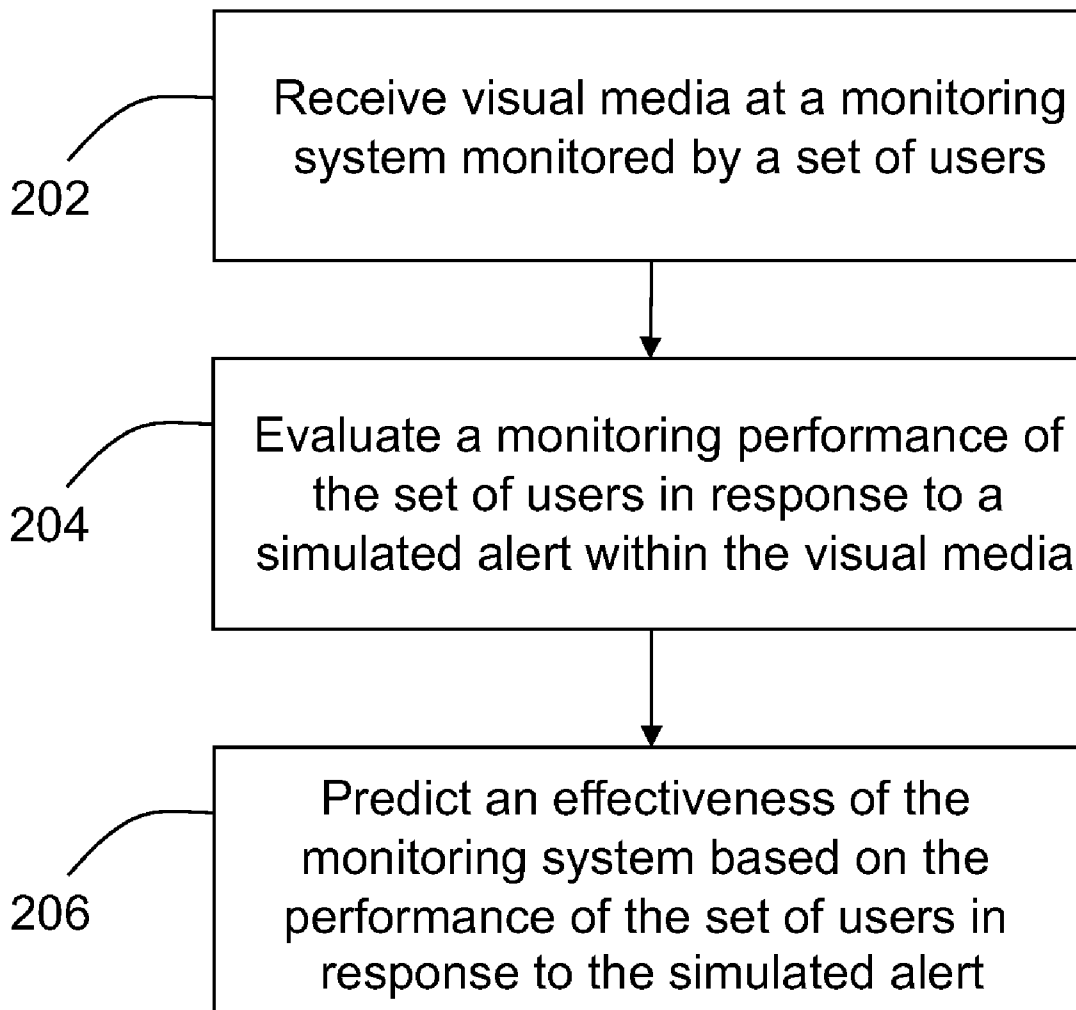 Receive visual media at a monitoring
system monitored by a set of users
202
Evaluate a monitoring performance of
the set of users in response to a
simulated alert within the visual media
204
Predict an effectiveness of the
monitoring system based on the
performance of the set of users in
response to the simulated alert
206